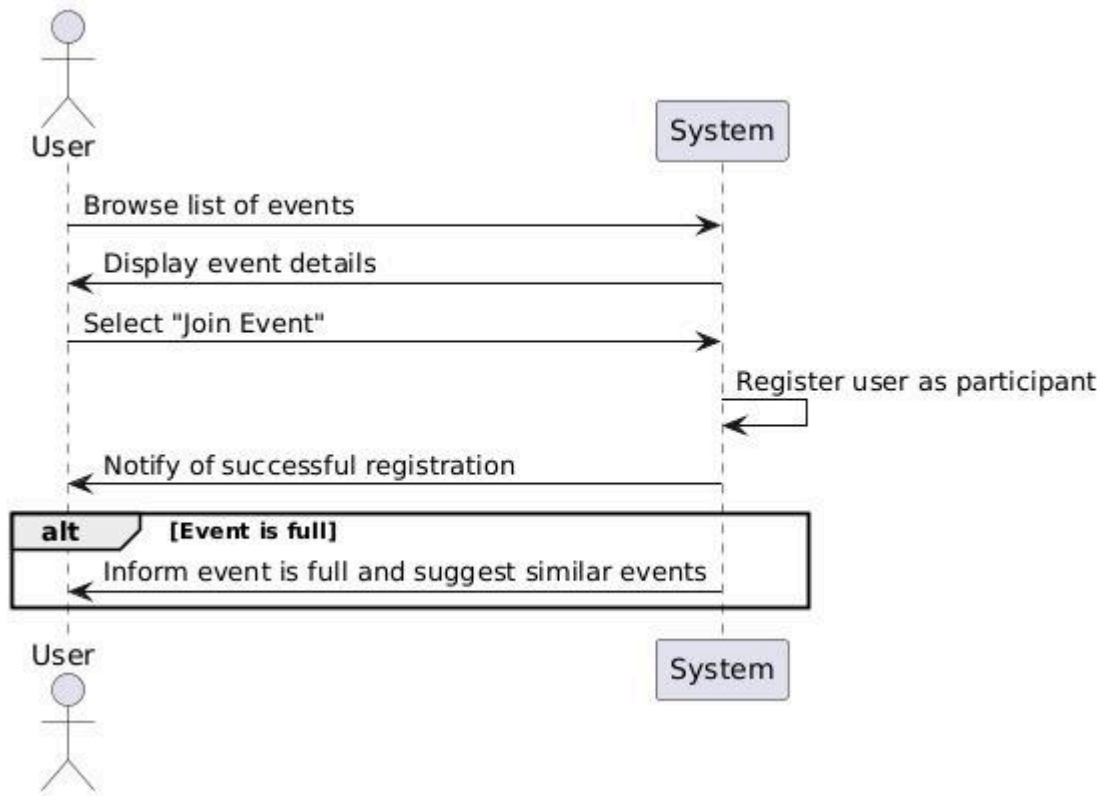 User
System
Browse list of events
Display event details
Select "Join Event"
Register user as participant
Notify of successful registration
alt [Event is full]
Inform event is full and suggest similar events
User
System